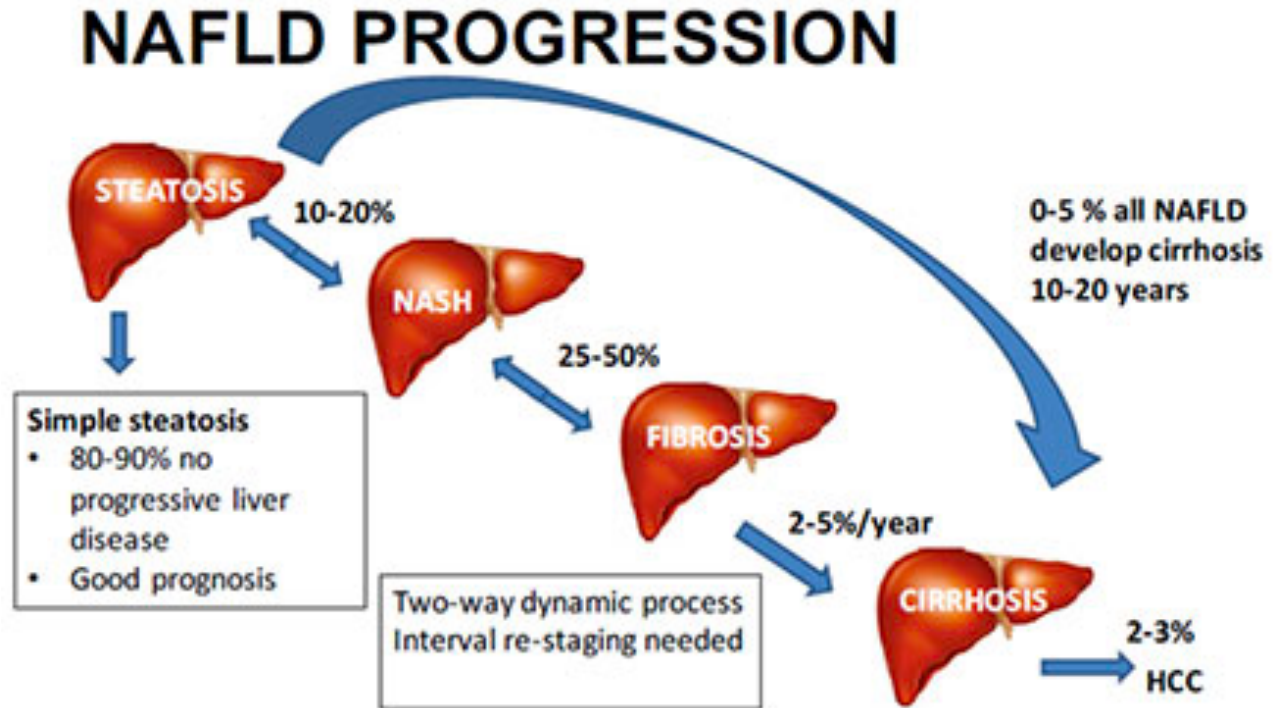 NAFLD PROGRESSION
STEATOSIS
10-20%
NASH
25-50%
FIBROSIS
2-5%/year
CIRRHOSIS
2-3%
HCC
0-5 % all NAFLD
develop cirrhosis
10-20 years
Simple steatosis
• 80-90% no
progressive liver
disease
• Good prognosis
Two-way dynamic process
Interval re-staging needed